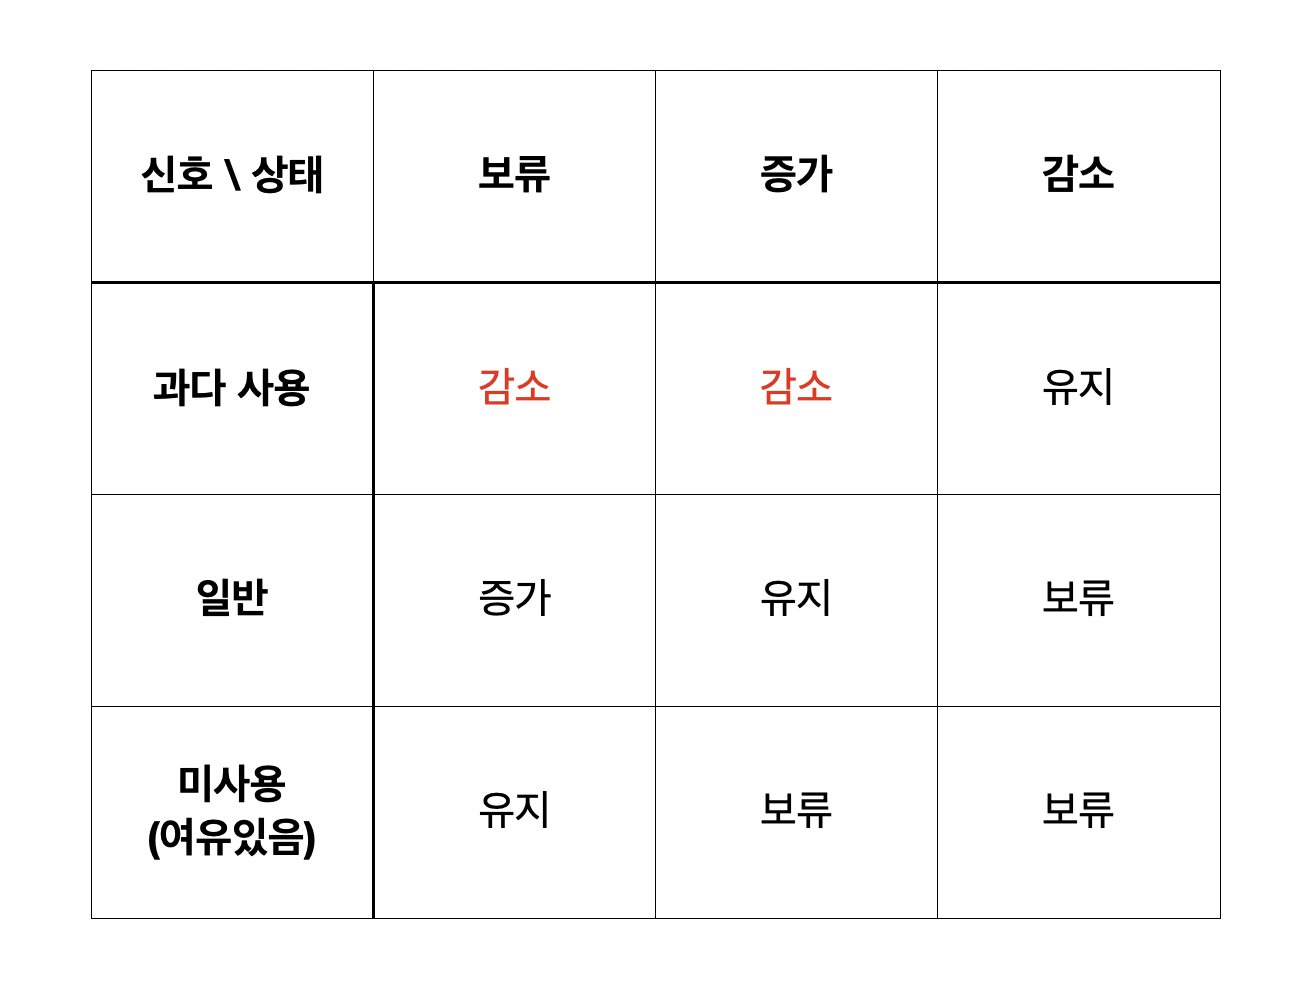 신호 \ 상태 보류 증가 감소
과다 사용 감소 감소 유지
일반 증가 유지 보류
미사용
(여유있음) 유지 보류 보류